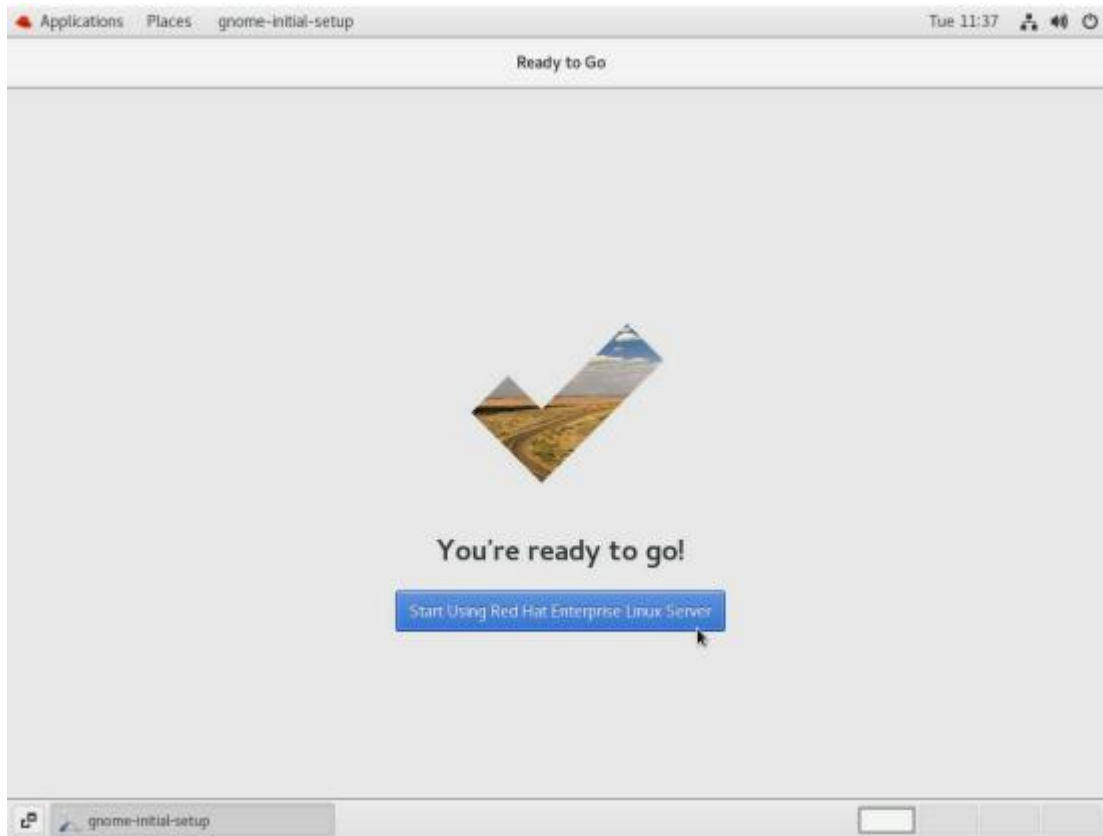 Applications Places gnome-initial-setup Tue 11:37
Ready to Go
You're ready to go!
Start Using Red Hat Enterprise Linux Server
gnome-initial-setup